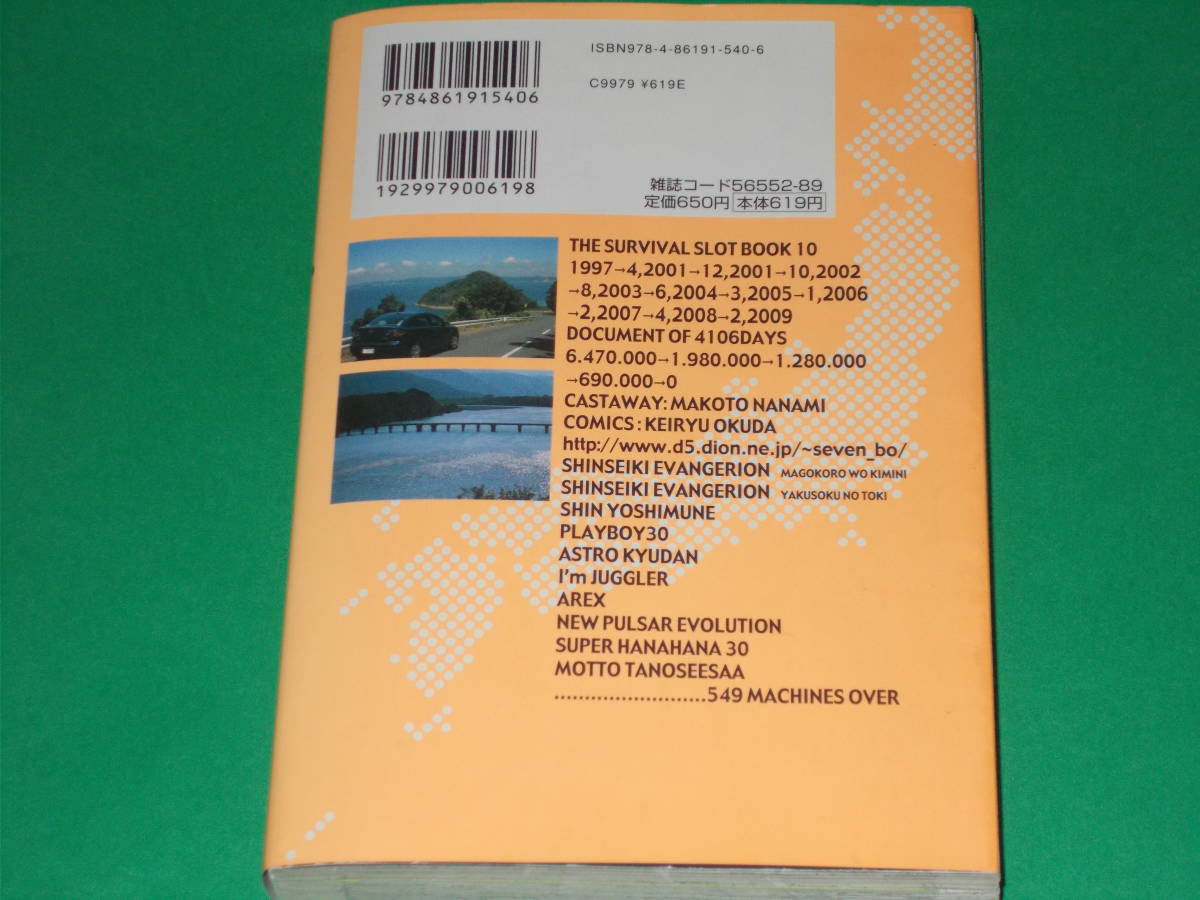 ISBN978-4-86191-540-6
C9979 ¥619E
9784861915406
1929979006198
雑誌コード56552-89
定価650円 本体619円
THE SURVIVAL SLOT BOOK 10
1997→4,2001→12,2001→10,2002
→8,2003→6,2004→3,2005→1,2006
→2,2007→4,2008→2,2009
DOCUMENT OF 4106DAYS
6.470.000→1.980.000→1.280.000
→690.000→0
CASTAWAY: MAKOTO NANAMI
COMICS : KEIRYU OKUDA
http://www.d5.dion.ne.jp/~seven_bo/
SHINSEIKI EVANGERION MAGOKORO WO KIMINI
SHINSEIKI EVANGERION YAKUSOKU NO TOKI
SHIN YOSHIMUNE
PLAYBOY30
ASTRO KYUDAN
I'm JUGGLER
AREX
NEW PULSAR EVOLUTION
SUPER HANAHANA 30
MOTTO TANOSEESAA
..........................549 MACHINES OVER